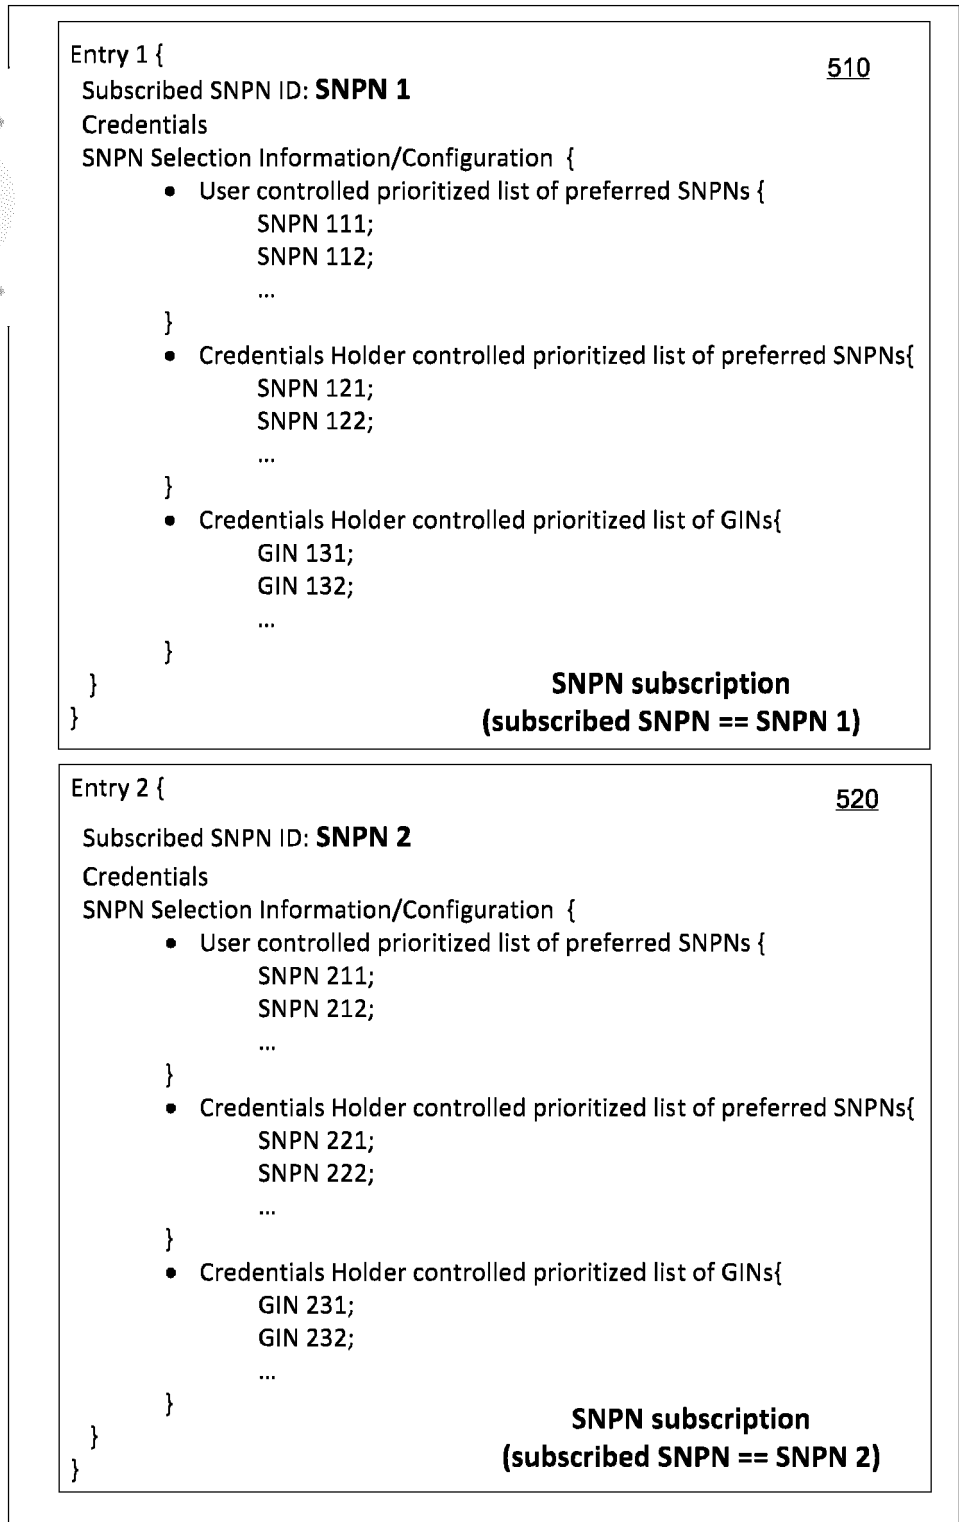 Entry 1 {
510
Subscribed SNPN ID: SNPN 1
Credentials
SNPN Selection Information/Configuration {
• User controlled prioritized list of preferred SNPNs {
SNPN 111;
SNPN 112;
...
}
• Credentials Holder controlled prioritized list of preferred SNPNs{
SNPN 121;
SNPN 122;
...
}
• Credentials Holder controlled prioritized list of GINs{
GIN 131;
GIN 132;
...
}
}
}
SNPN subscription
(subscribed SNPN == SNPN 1)
Entry 2 {
520
Subscribed SNPN ID: SNPN 2
Credentials
SNPN Selection Information/Configuration {
• User controlled prioritized list of preferred SNPNs {
SNPN 211;
SNPN 212;
...
}
• Credentials Holder controlled prioritized list of preferred SNPNs{
SNPN 221;
SNPN 222;
...
}
• Credentials Holder controlled prioritized list of GINs{
GIN 231;
GIN 232;
...
}
}
}
SNPN subscription
(subscribed SNPN == SNPN 2)